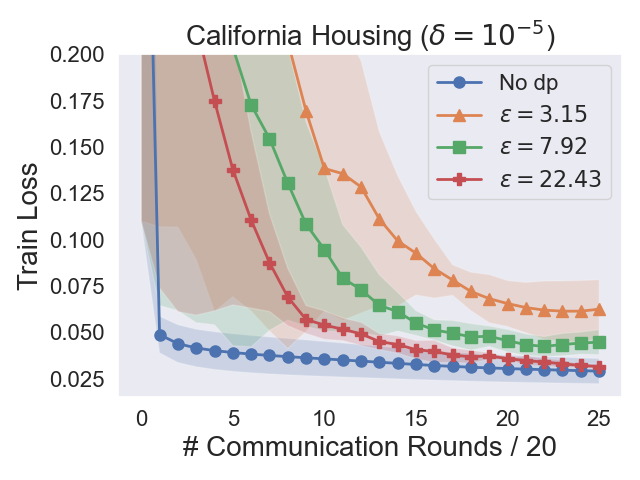 California Housing (δ = 10⁻⁵)
Train Loss
0.200
0.175
0.150
0.125
0.100
0.075
0.050
0.025
No dp
ε = 3.15
ε = 7.92
ε = 22.43
0 5 10 15 20 25
# Communication Rounds / 20